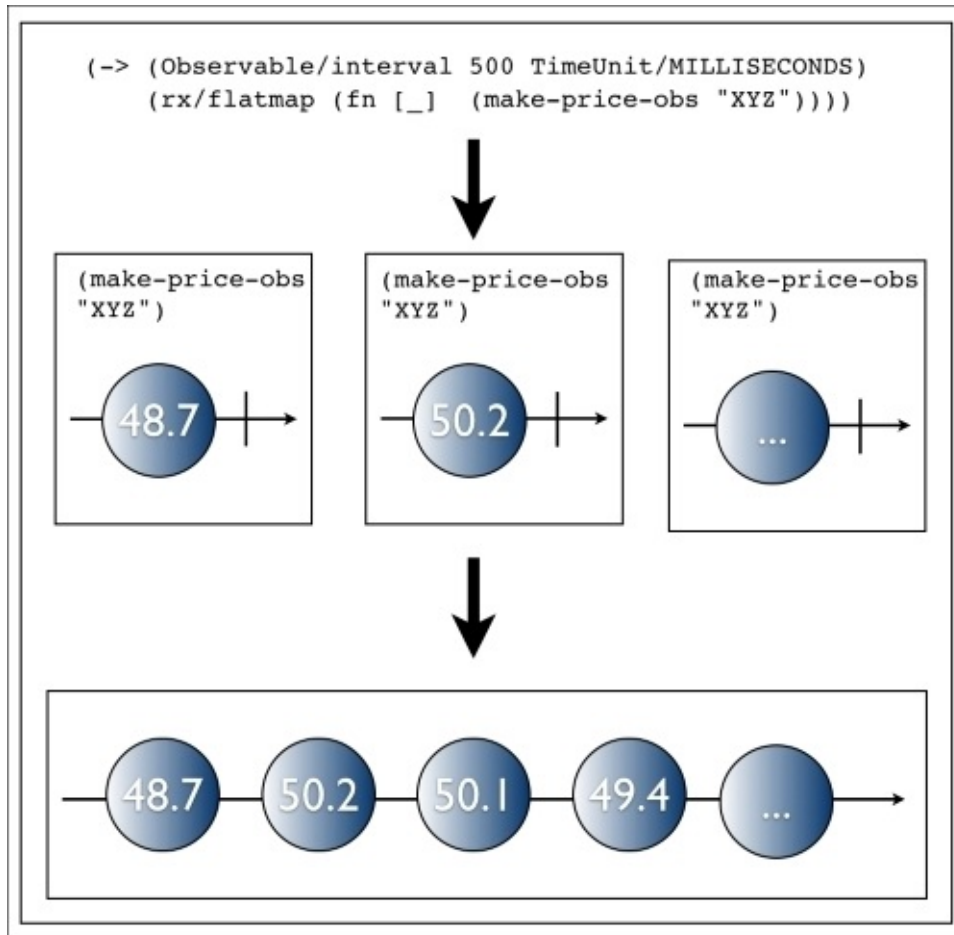 (-> (Observable/interval 500 TimeUnit/MILLISECONDS)
(rx/flatmap (fn [_]  (make-price-obs "XYZ"))))
(make-price-obs
"XYZ")
48.7
(make-price-obs
"XYZ")
50.2
(make-price-obs
"XYZ")
...
48.7 50.2 50.1 49.4 ...